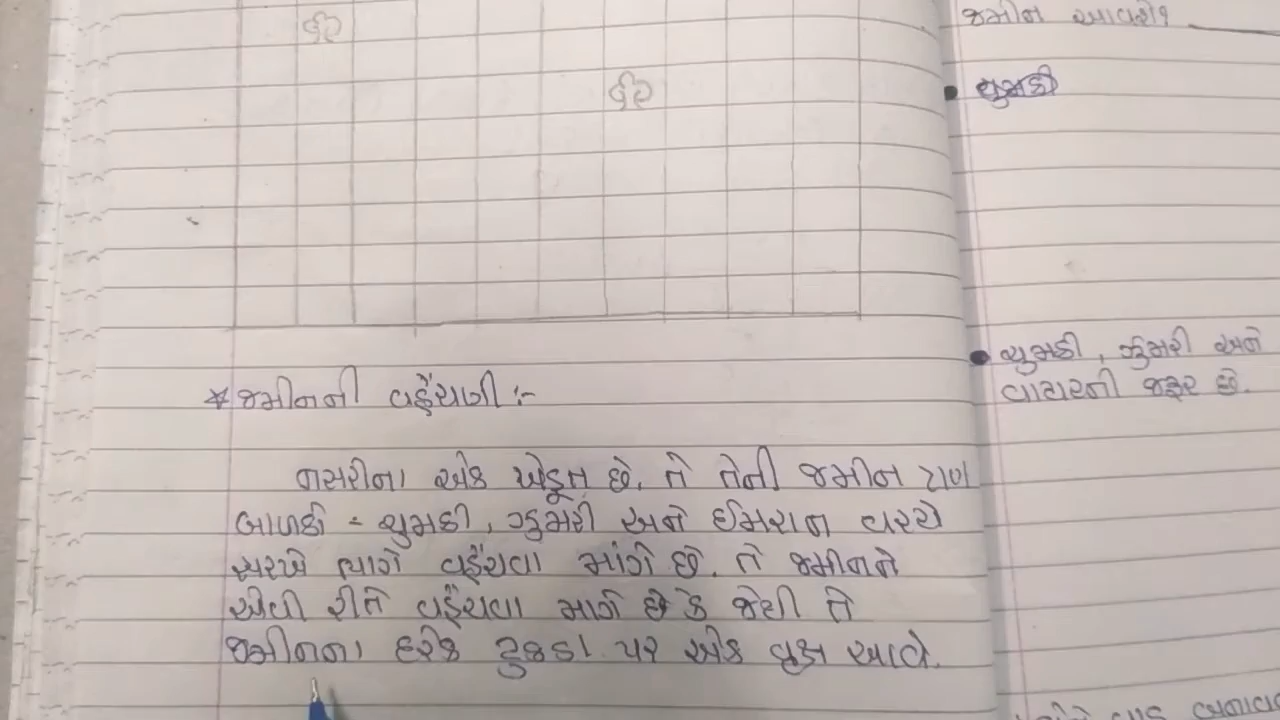 * જમીનની વહેંચણી :-
નસરીના એક ખેડૂત છે. તે તેની જમીન ત્રણ
બાળકો - ચુમકી, ઝુમરી અને ઈમરાન વચ્ચે
સરખે ભાગે વહેંચવા માંગે છે. તે જમીનને
એવી રીતે વહેંચવા માગે છે કે જેથી તે
જમીનના દરેક ટુકડા પર એક વૃક્ષ આવે.
જમીન આવશે?
• ચુમકી
• ચુમકી, ઝુમરી અને
વાયરની જરૂર છે.